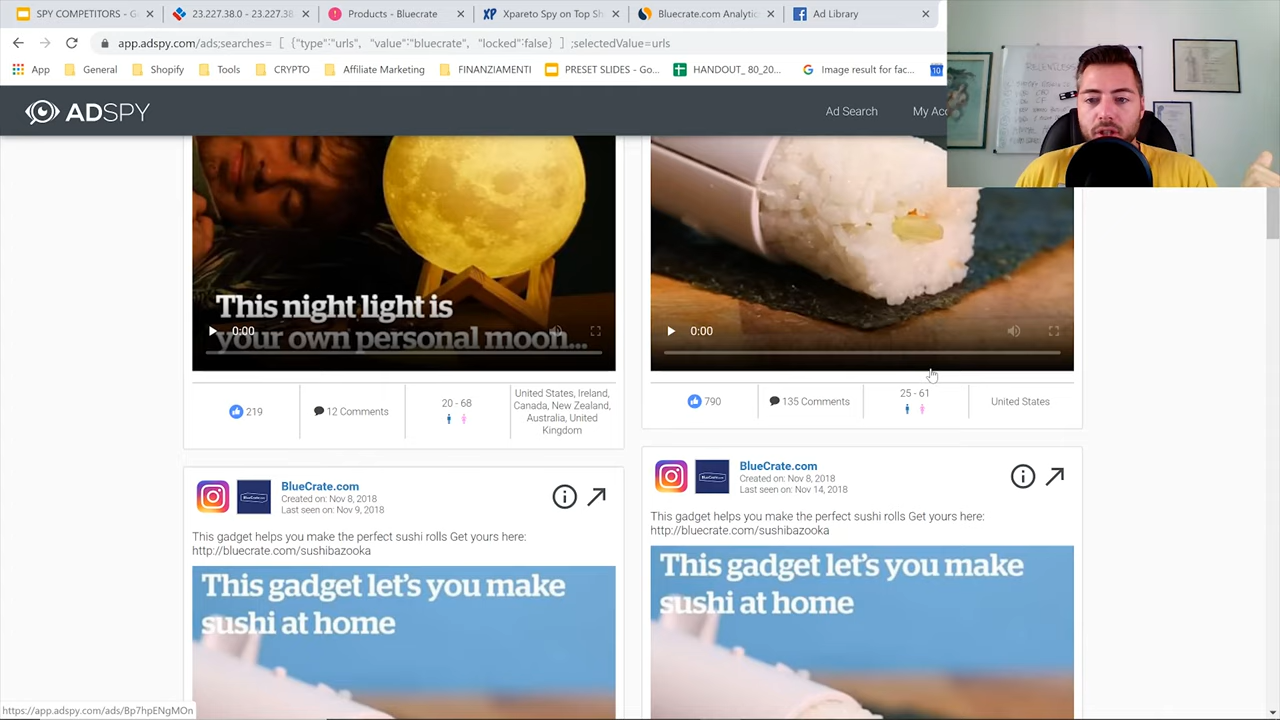 SPY COMPETITORS - G
23.227.38.0 - 23.227.38
Products - Bluecrate
Xpareto Spy on Top Sh
Bluecrate.com Analytic
Ad Library
app.adspy.com/ads;searches= [ {"type":"urls", "value":"bluecrate", "locked":false} ] ;selectedValue=urls
App
General
Shopify
Tools
CRYPTO
Affiliate Marketing
FINANZIAMENTI
PRESET SLIDES - Go...
HANDOUT_ 80_20...
Image result for fac...
10
ADSPY
Ad Search
My Acc
This night light is
your own personal moon...
0:00
219
12 Comments
20 - 68
United States, Ireland,
Canada, New Zealand,
Australia, United
Kingdom
0:00
790
135 Comments
25 - 61
United States
BlueCrate.com
Created on: Nov 8, 2018
Last seen on: Nov 9, 2018
This gadget helps you make the perfect sushi rolls Get yours here:
http://bluecrate.com/sushibazooka
This gadget let's you make
sushi at home
BlueCrate.com
Created on: Nov 8, 2018
Last seen on: Nov 14, 2018
This gadget helps you make the perfect sushi rolls Get yours here:
http://bluecrate.com/sushibazooka
This gadget let's you make
sushi at home
https://app.adspy.com/ads/Bp7hpENgMOn